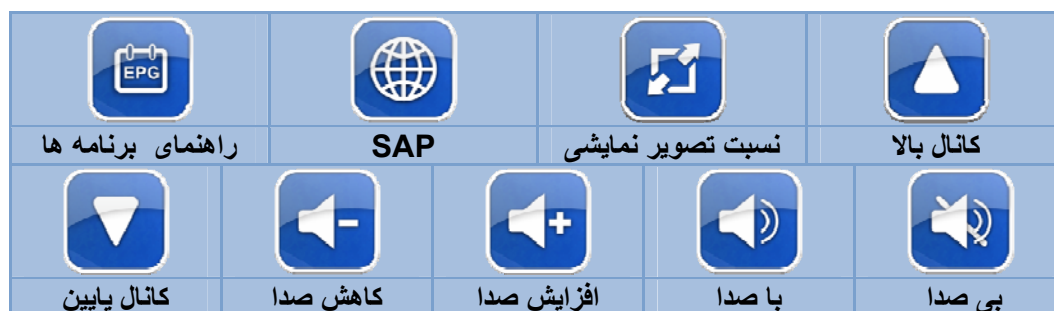 EPG
کانال بالا
نسبت تصویر نمایشی
SAP
راهنمای برنامه ها
بی صدا
با صدا
افزایش صدا
کاهش صدا
کانال پایین